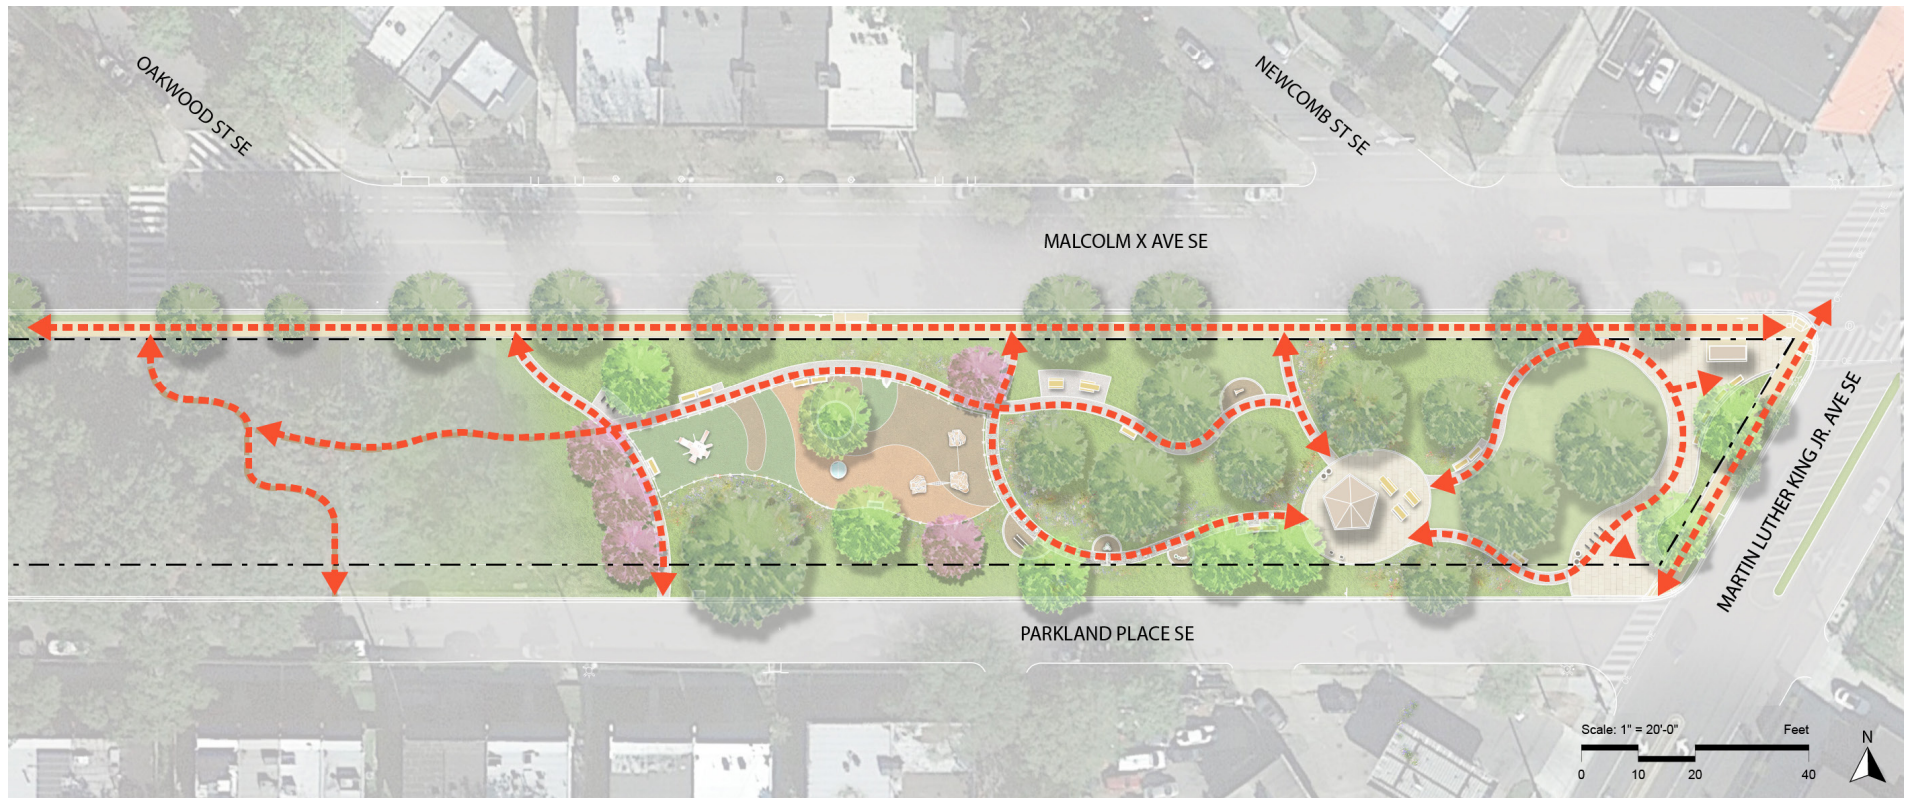 OAKWOOD ST SE
NEWCOMB ST SE
MALCOLM X AVE SE
MARTIN LUTHER KING JR. AVE SE
PARKLAND PLACE SE
Scale: 1" = 20'-0" Feet
0 10 20 40
N